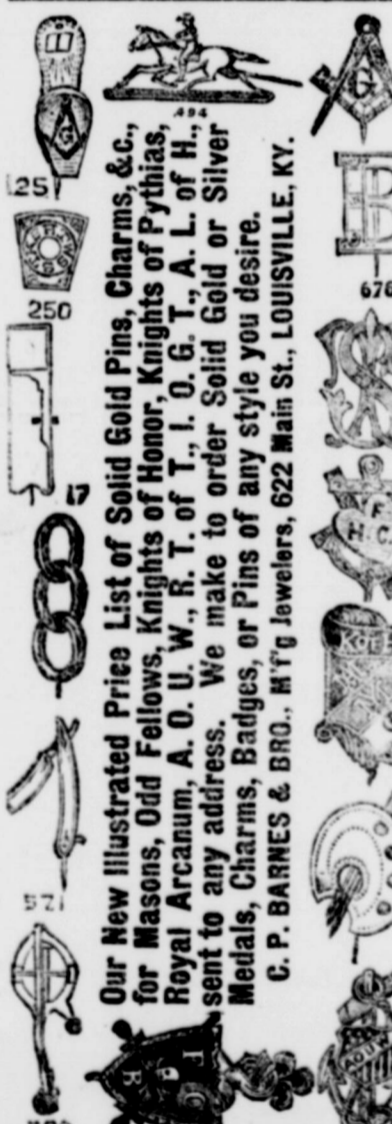 Our New Illustrated Price List of Solid Gold Pins, Charms, &c.,
for Masons, Odd Fellows, Knights of Honor, Knights of Pythias,
Royal Arcanum, A. O. U. W., R. T. of T., I. O. G. T., A. L. of H.,
sent to any address. We make to order Solid Gold or Silver
Medals, Charms, Badges, or Pins of any style you desire.
C. P. BARNES & BRO., M'f'g Jewelers, 622 Main St., LOUISVILLE, KY.
494
G
25
G
250
17
521
676
F
H. C.
F
C
B